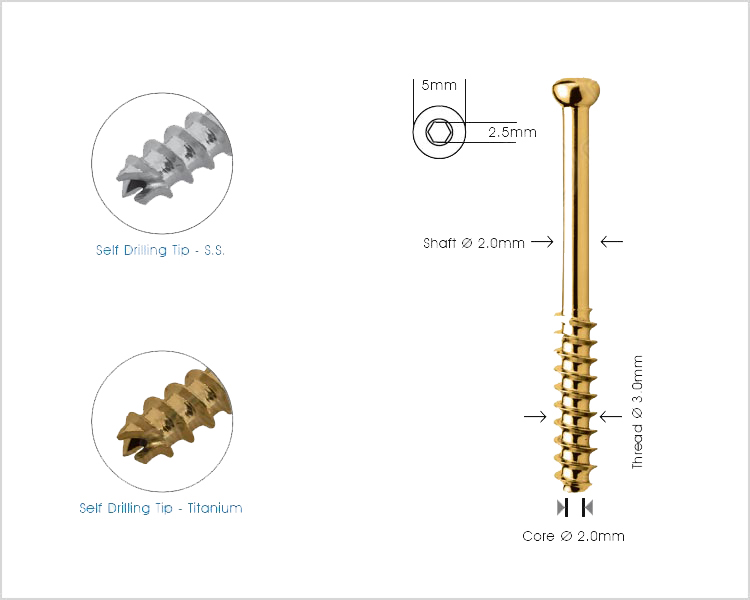 5mm
2.5mm
Self Drilling Tip - S.S.
Shaft Ø 2.0mm
Thread Ø 3.0mm
Self Drilling Tip - Titanium
Core Ø 2.0mm